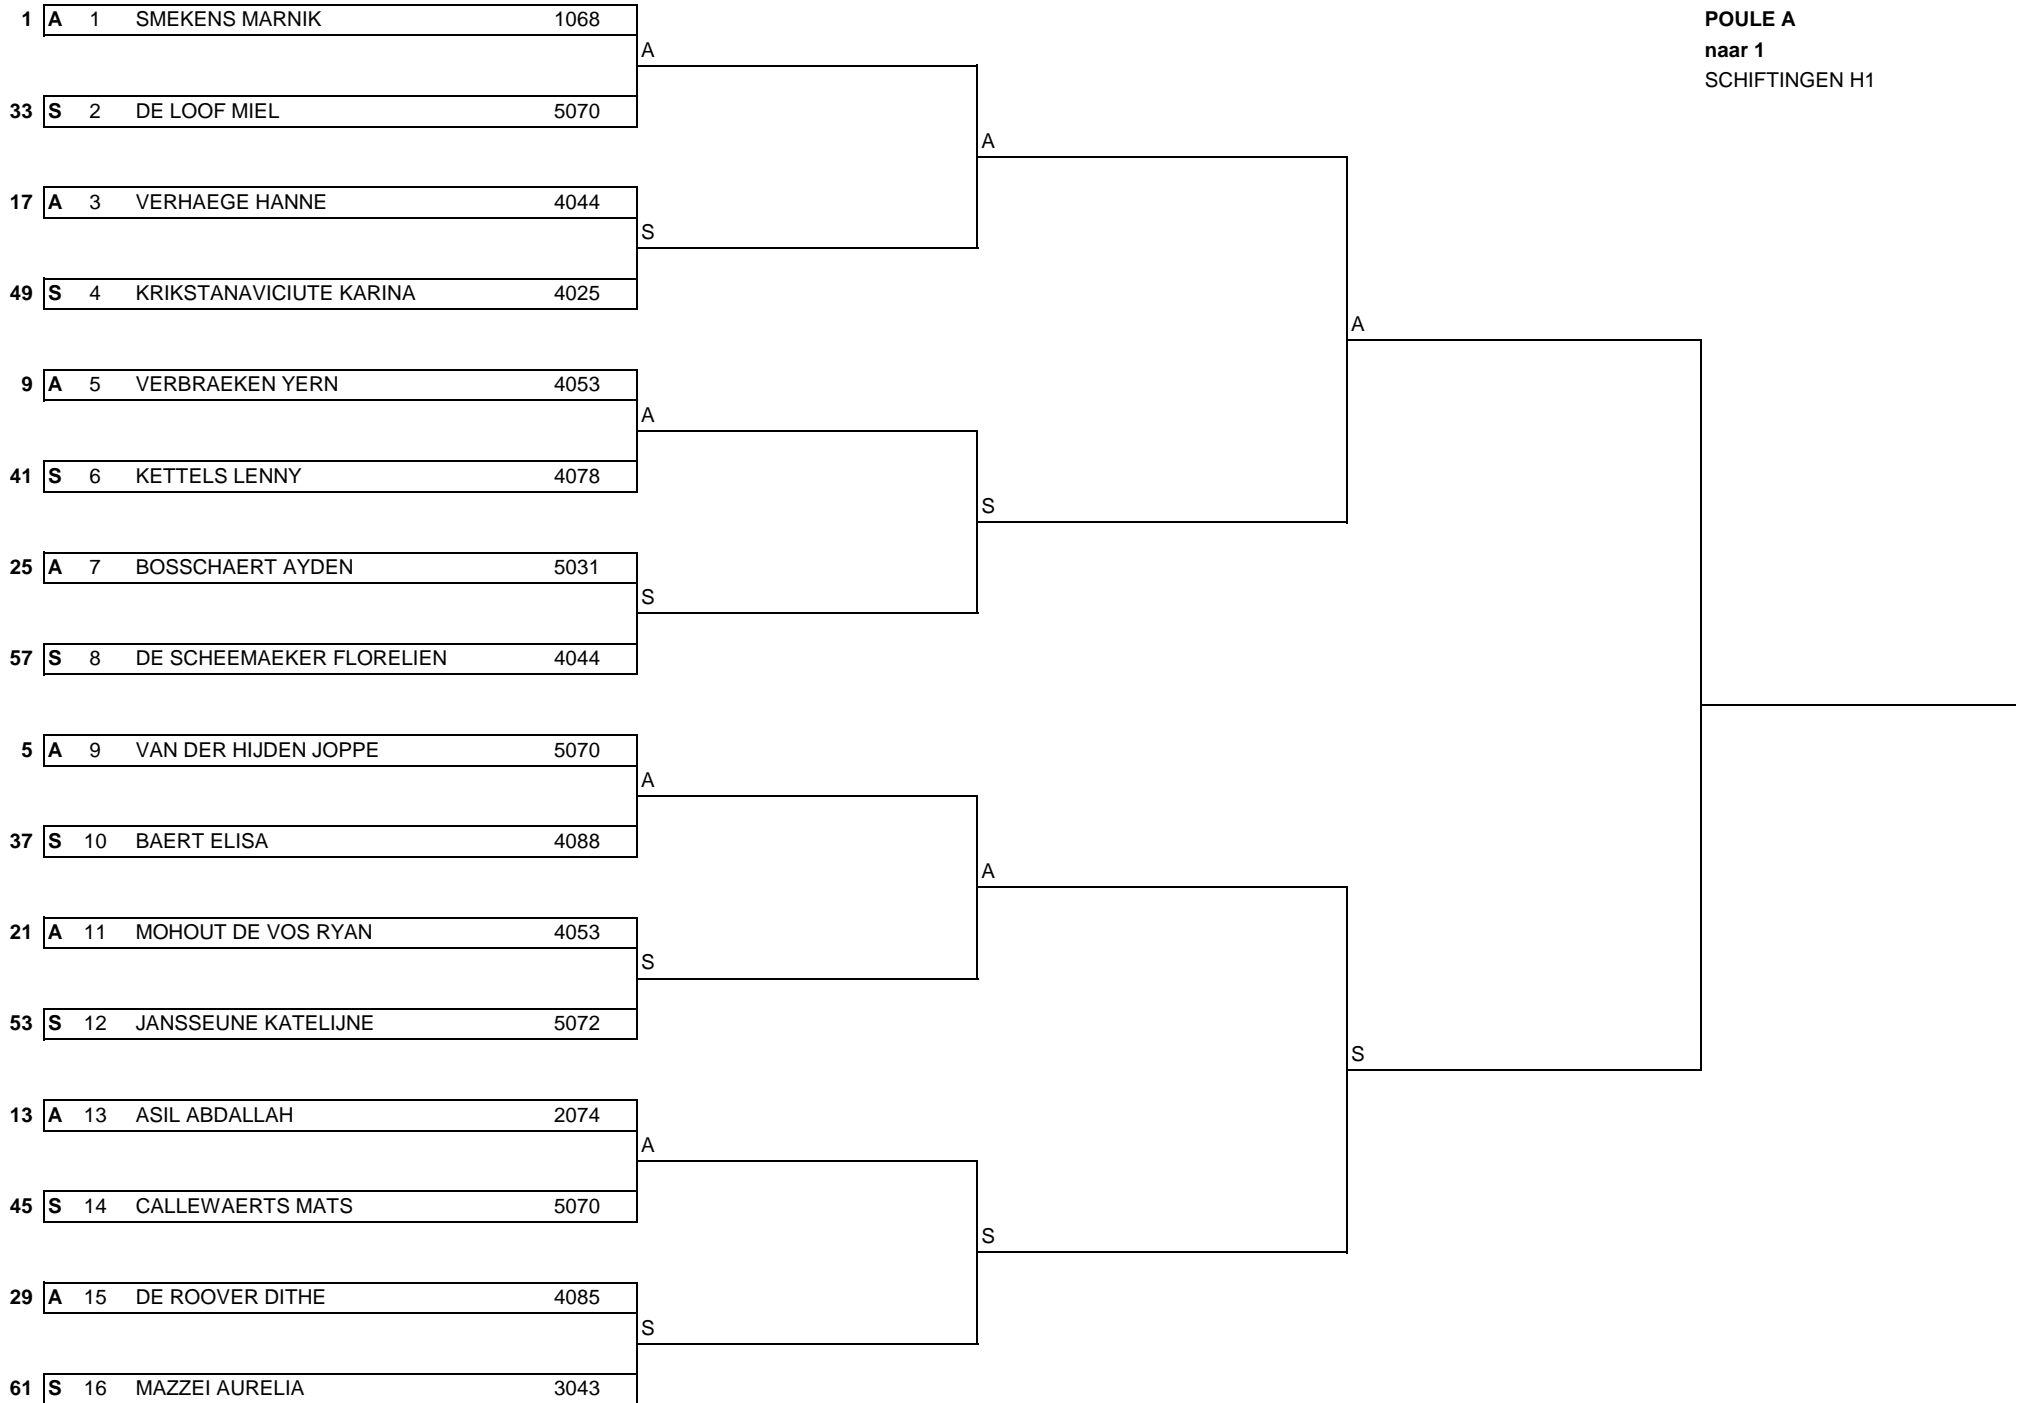 1 A 1 SMEKENS MARNIK 1068
POULE A
A
naar 1
SCHIFTINGEN H1
33 S 2 DE LOOF MIEL 5070
A
17 A 3 VERHAEGE HANNE 4044
S
49 S 4 KRIKSTANAVICIUTE KARINA 4025
A
9 A 5 VERBRAEKEN YERN 4053
A
41 S 6 KETTELS LENNY 4078
S
25 A 7 BOSSCHAERT AYDEN 5031
S
57 S 8 DE SCHEEMAEKER FLORELIEN 4044
5 A 9 VAN DER HIJDEN JOPPE 5070
A
37 S 10 BAERT ELISA 4088
A
21 A 11 MOHOUT DE VOS RYAN 4053
S
53 S 12 JANSSEUNE KATELIJNE 5072
S
13 A 13 ASIL ABDALLAH 2074
A
45 S 14 CALLEWAERTS MATS 5070
S
29 A 15 DE ROOVER DITHE 4085
S
61 S 16 MAZZEI AURELIA 3043